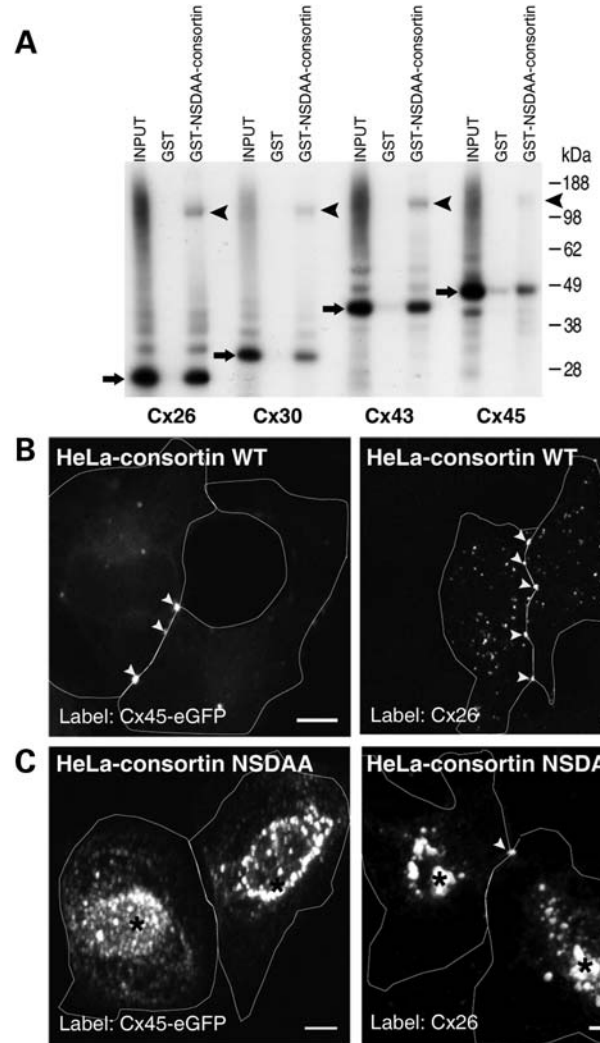 A
INPUT
GST
GST-NSDAA-consortin
INPUT
GST
GST-NSDAA-consortin
INPUT
GST
GST-NSDAA-consortin
INPUT
GST
GST-NSDAA-consortin
kDa
188
98
62
49
38
28
Cx26 Cx30 Cx43 Cx45
B
HeLa-consortin WT
Label: Cx45-eGFP
HeLa-consortin WT
Label: Cx26
C
HeLa-consortin NSDAA
Label: Cx45-eGFP
HeLa-consortin NSDA
Label: Cx26